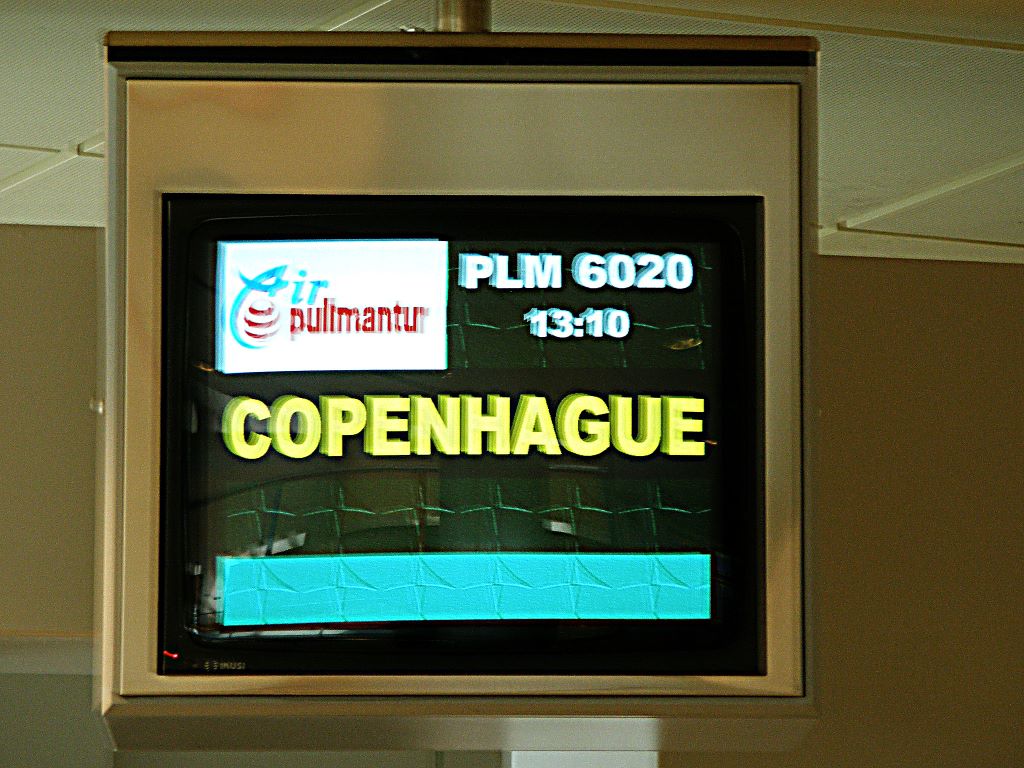 Air
pullmantur
PLM 6020
13:10
COPENHAGUE